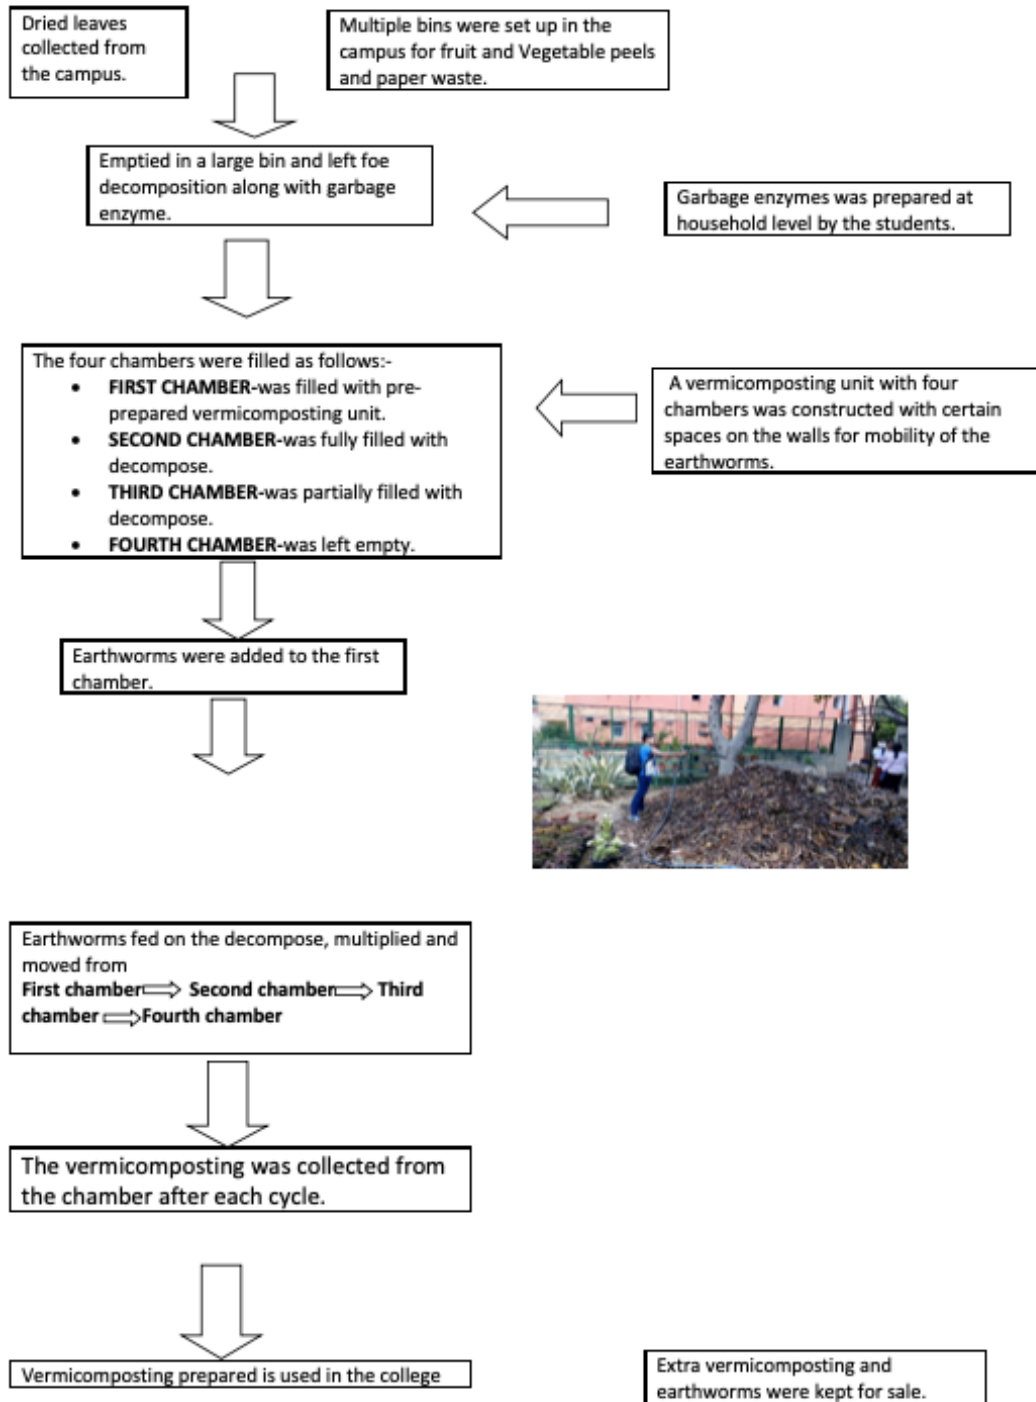 Dried leaves
collected from
the campus.
Multiple bins were set up in the
campus for fruit and Vegetable peels
and paper waste.
Emptied in a large bin and left foe
decomposition along with garbage
enzyme.
Garbage enzymes was prepared at
household level by the students.
The four chambers were filled as follows:-
• FIRST CHAMBER-was filled with pre-
prepared vermicomposting unit.
• SECOND CHAMBER-was fully filled with
decompose.
• THIRD CHAMBER-was partially filled with
decompose.
• FOURTH CHAMBER-was left empty.
A vermicomposting unit with four
chambers was constructed with certain
spaces on the walls for mobility of the
earthworms.
Earthworms were added to the first
chamber.
Earthworms fed on the decompose, multiplied and
moved from
First chamber Second chamber Third
chamber Fourth chamber
The vermicomposting was collected from
the chamber after each cycle.
Vermicomposting prepared is used in the college
Extra vermicomposting and
earthworms were kept for sale.